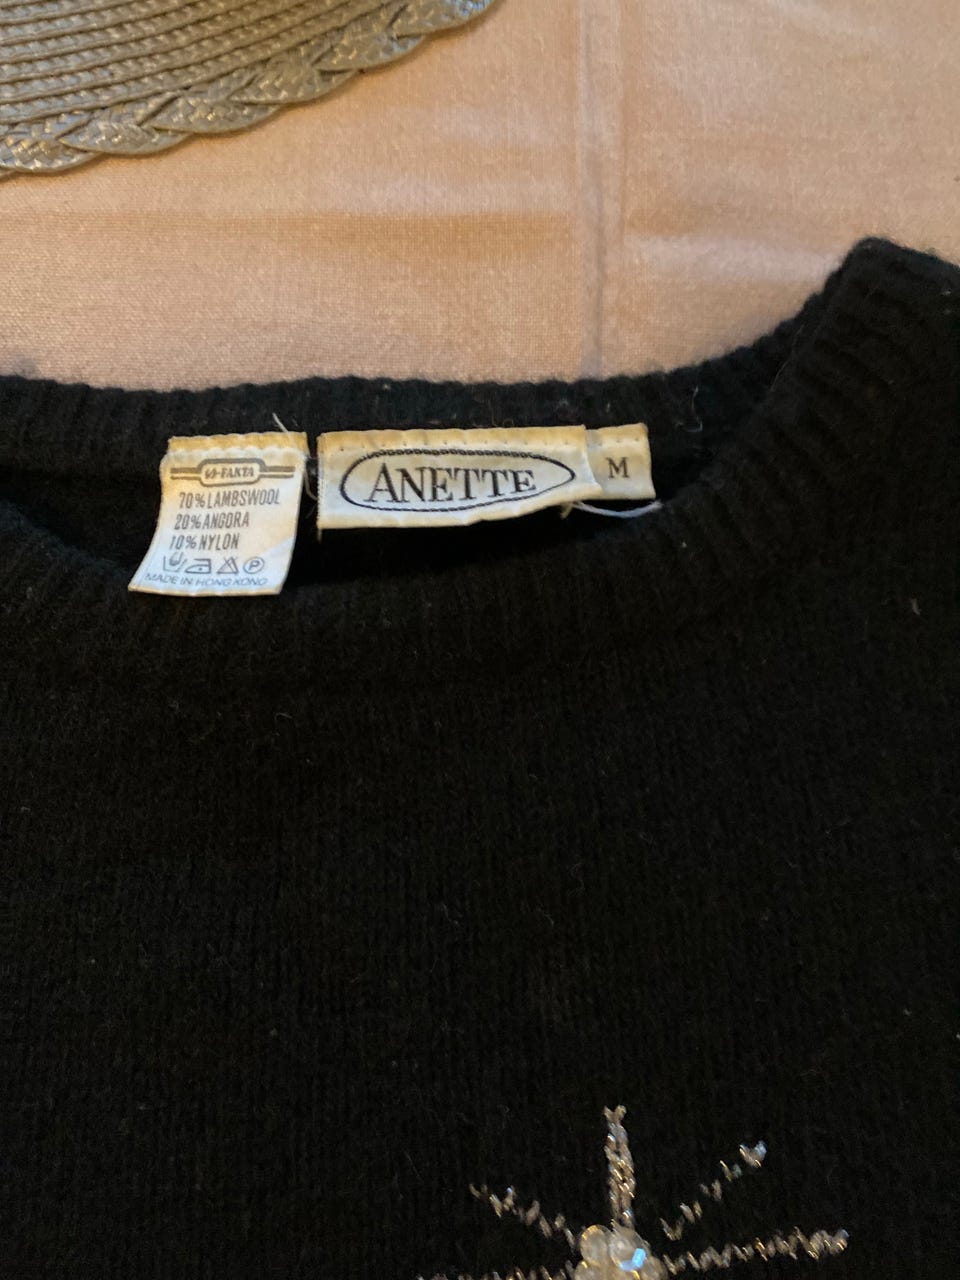 VA-FAKTA
70% LAMBSWOOL
20% ANGORA
10% NYLON
P
MADE IN HONG KONG
ANETTE
M